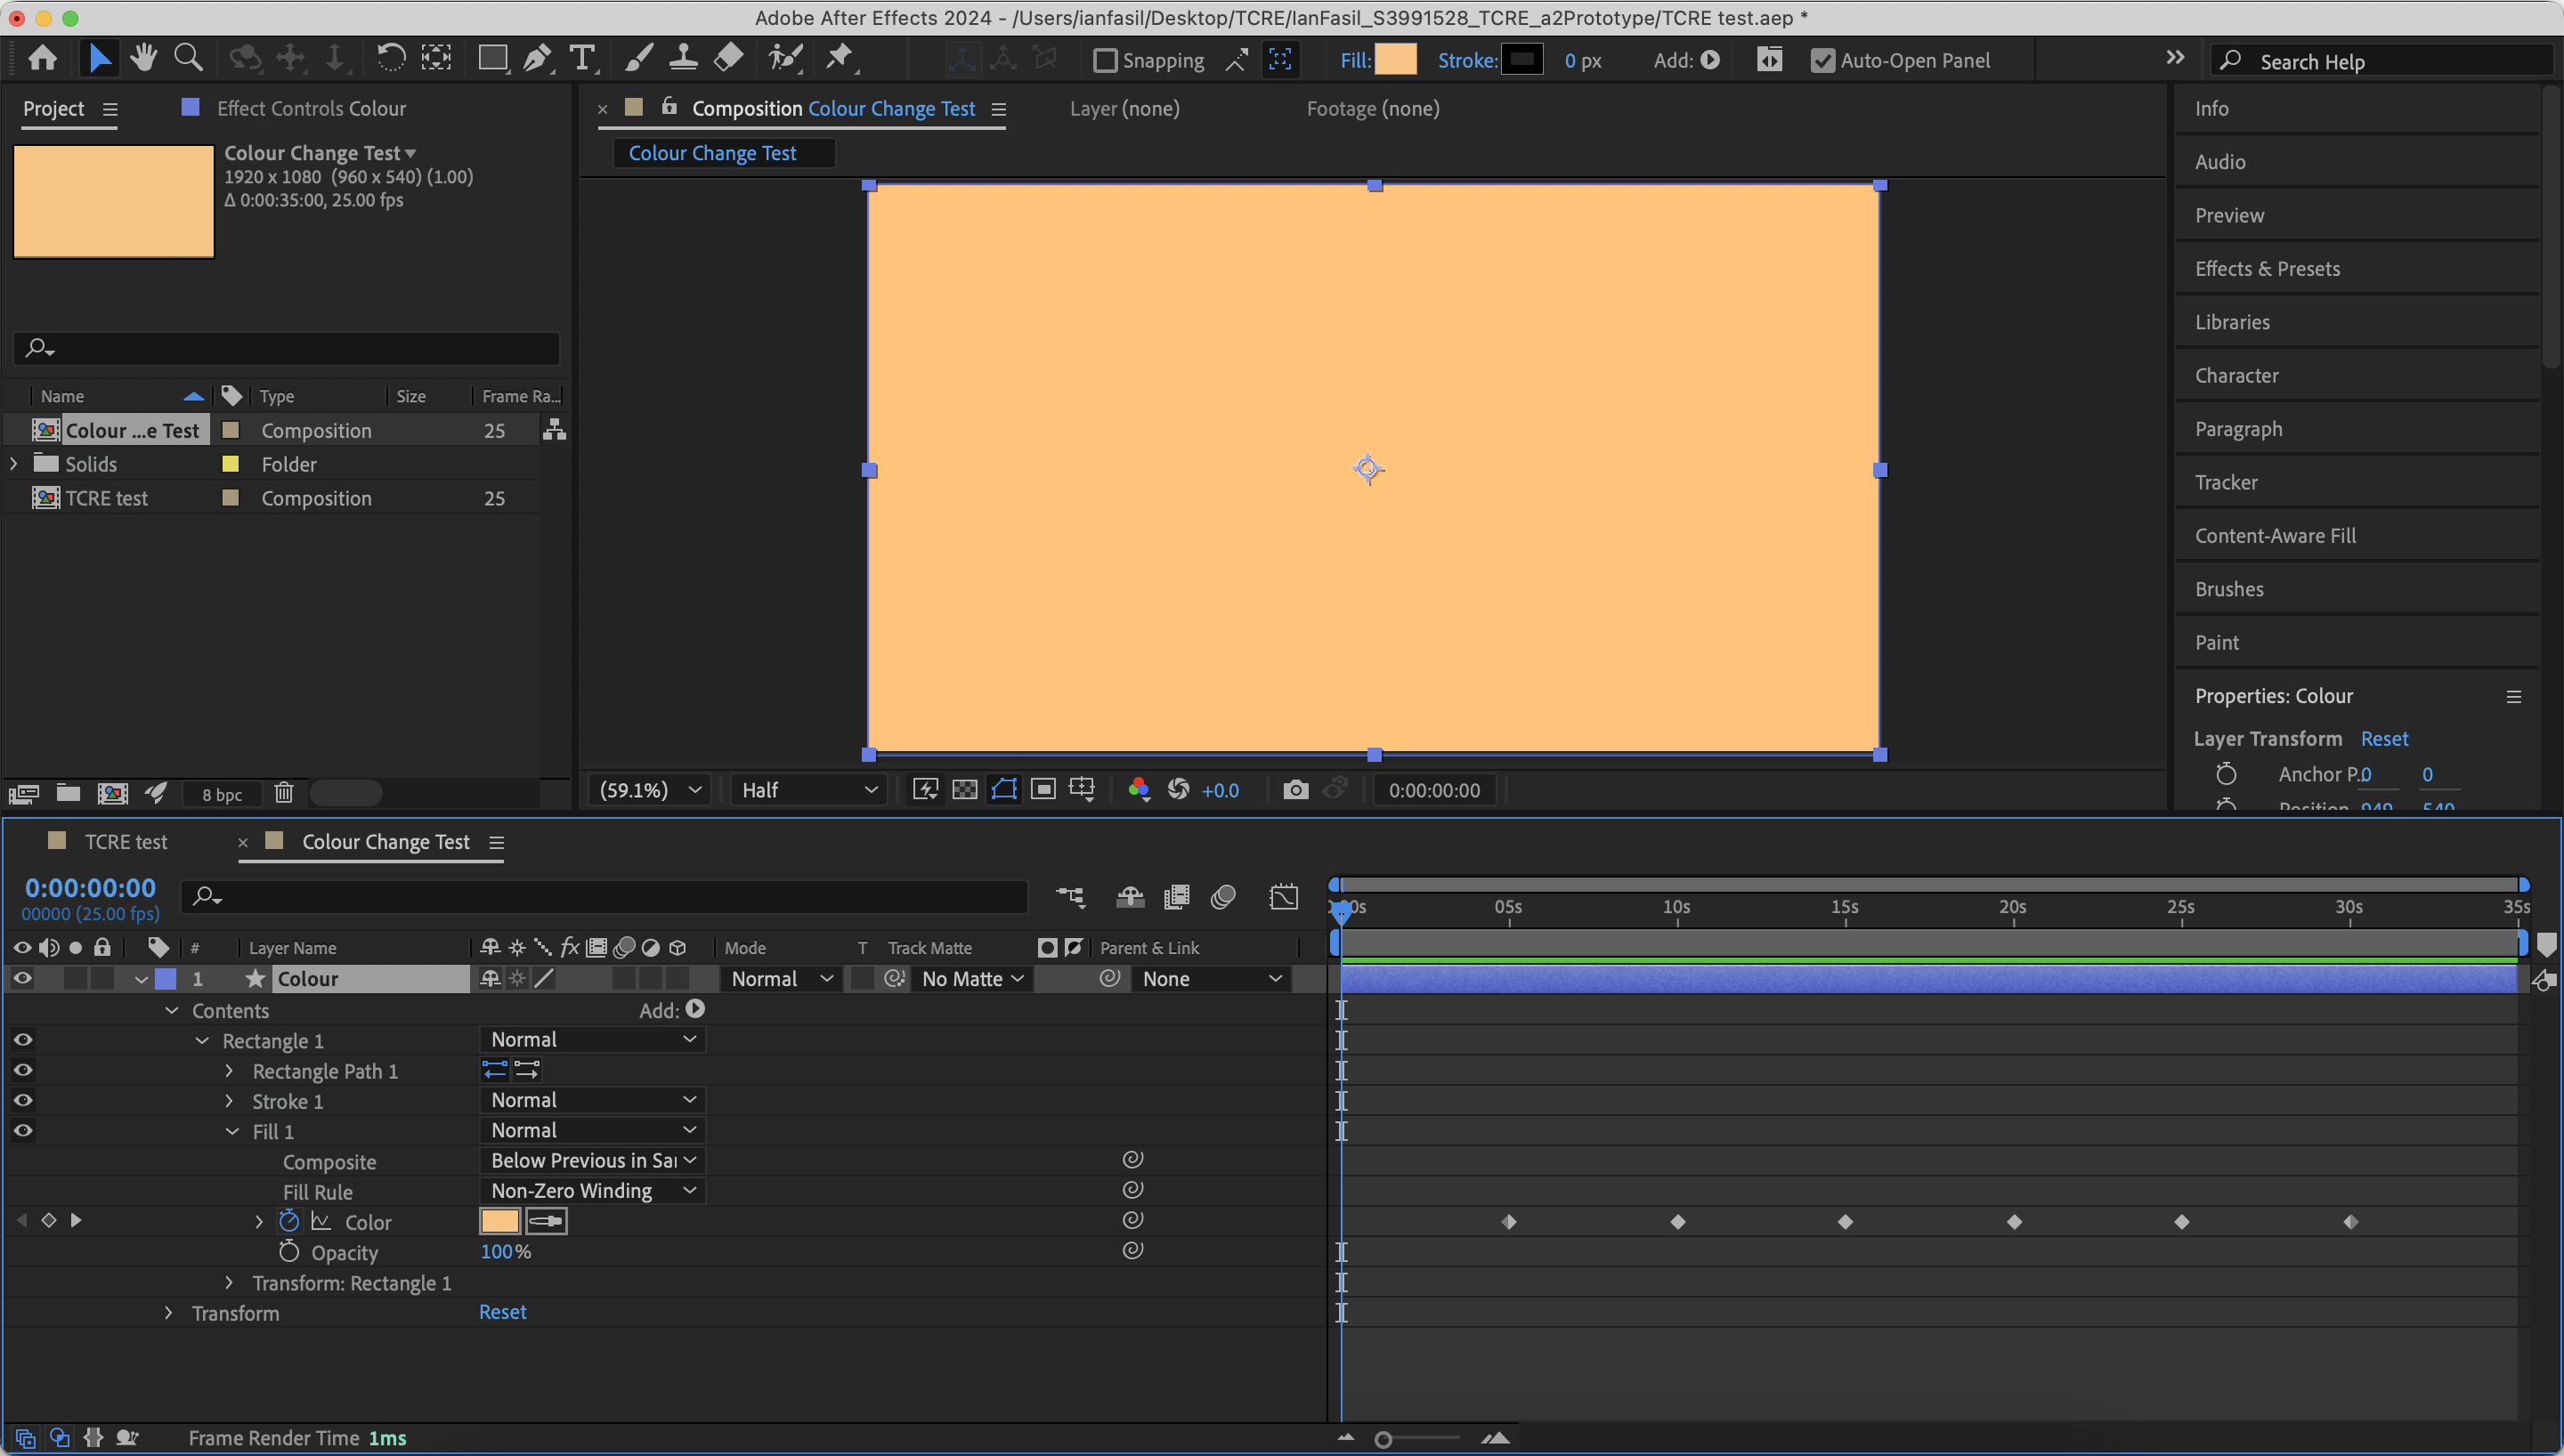 Adobe After Effects 2024 - /Users/ianfasil/Desktop/TCRE/IanFasil_S3991528_TCRE_a2Prototype/TCRE test.aep *
Snapping
Fill:
Stroke:
0 px
Add:
Auto-Open Panel
Search Help
Project
Effect Controls Colour
Composition Colour Change Test
Layer (none)
Footage (none)
Colour Change Test
Colour Change Test
1920 x 1080 (960 x 540) (1.00)
Δ 0:00:35:00, 25.00 fps
Name Type Size Frame Ra...
Colour ...e Test Composition 25
Solids Folder
TCRE test Composition 25
8 bpc
(59.1%)
Half
+0.0
0:00:00:00
Info
Audio
Preview
Effects & Presets
Libraries
Character
Paragraph
Tracker
Content-Aware Fill
Brushes
Paint
Properties: Colour
Layer Transform Reset
Anchor P. 0 0
Position 949 540
TCRE test
Colour Change Test
0:00:00:00
00000 (25.00 fps)
05s 10s 15s 20s 25s 30s 35s
# Layer Name Mode T Track Matte Parent & Link
1 Colour Normal No Matte None
Contents Add:
Rectangle 1 Normal
Rectangle Path 1
Stroke 1 Normal
Fill 1 Normal
Composite Below Previous in Sa
Fill Rule Non-Zero Winding
Color
Opacity 100%
Transform: Rectangle 1
Transform Reset
Frame Render Time 1ms